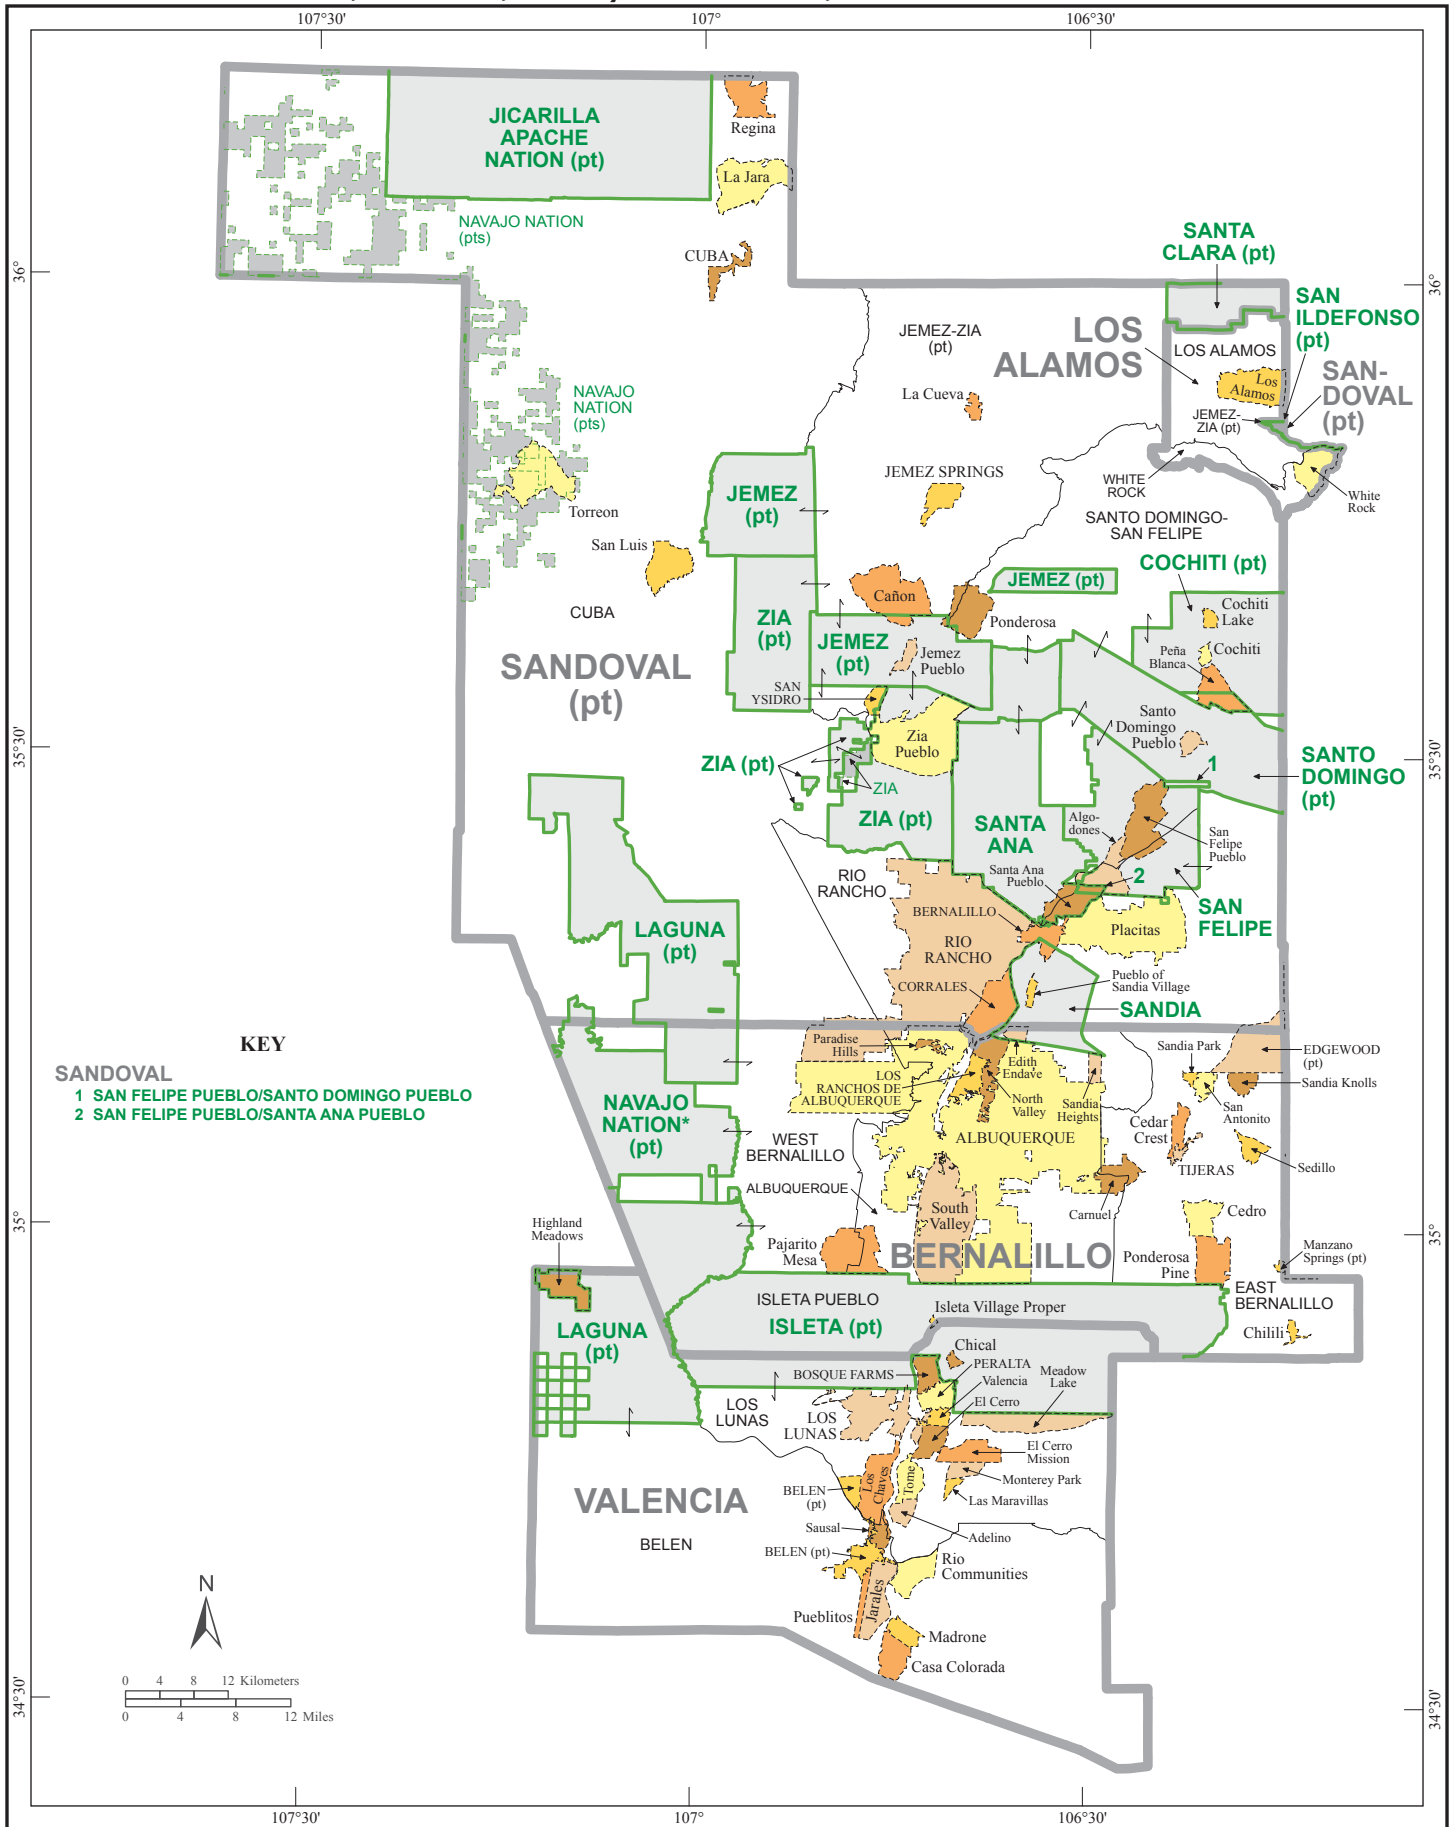 107°30'
107°
106°30'
JICARILLA
APACHE
NATION (pt)
Regina
La Jara
NAVAJO NATION
(pts)
CUBA
36°
36°
SANTA
CLARA (pt)
SAN
ILDEFONSO
(pt)
JEMEZ-ZIA
(pt)
LOS
ALAMOS
LOS ALAMOS
Los
Alamos
SAN-
DOVAL
(pt)
JEMEZ-
ZIA (pt)
La Cueva
NAVAJO
NATION
(pts)
JEMEZ SPRINGS
WHITE
ROCK
White
Rock
Torreon
JEMEZ
(pt)
SANTO DOMINGO-
SAN FELIPE
San Luis
COCHITI (pt)
JEMEZ (pt)
Cañon
Ponderosa
Cochiti
Lake
CUBA
ZIA
(pt)
JEMEZ
(pt)
Jemez
Pueblo
Cochiti
Peña
Blanca
SANDOVAL
(pt)
SAN
YSIDRO
Santo
Domingo
Pueblo
Zia
Pueblo
35°30'
35°30'
ZIA (pt)
ZIA
1
SANTO
DOMINGO
(pt)
ZIA (pt)
SANTA
ANA
Algo-
dones
San
Felipe
Pueblo
RIO
RANCHO
Santa Ana
Pueblo
2
BERNALILLO
SAN
FELIPE
Placitas
LAGUNA
(pt)
RIO
RANCHO
CORRALES
Pueblo of
Sandia Village
SANDIA
KEY
SANDOVAL
1 SAN FELIPE PUEBLO/SANTO DOMINGO PUEBLO
2 SAN FELIPE PUEBLO/SANTA ANA PUEBLO
Paradise
Hills
Edith
Endave
Sandia Park
EDGEWOOD
(pt)
LOS
RANCHOS DE
ALBUQUERQUE
North
Valley
Sandia
Heights
Sandia Knolls
San
Antonito
NAVAJO
NATION*
(pt)
Cedar
Crest
WEST
BERNALILLO
ALBUQUERQUE
TIJERAS
Sedillo
ALBUQUERQUE
Carnuel
South
Valley
Cedro
35°
35°
Highland
Meadows
Pajarito
Mesa
BERNALILLO
Ponderosa
Pine
Manzano
Springs (pt)
EAST
BERNALILLO
ISLETA PUEBLO
ISLETA (pt)
Isleta Village Proper
Chilili
LAGUNA
(pt)
Chical
BOSQUE FARMS
PERALTA
Valencia
Meadow
Lake
El Cerro
LOS
LUNAS
LOS
LUNAS
El Cerro
Mission
Monterey Park
Las Maravillas
Los
Chaves
Tome
VALENCIA
BELEN
(pt)
Sausal
Adelino
BELEN
BELEN (pt)
Rio
Communities
Jarales
Pueblitos
Madrone
Casa Colorada
N
0 4 8 12 Kilometers
0 4 8 12 Miles
34°30'
34°30'
107°30'
107°
106°30'